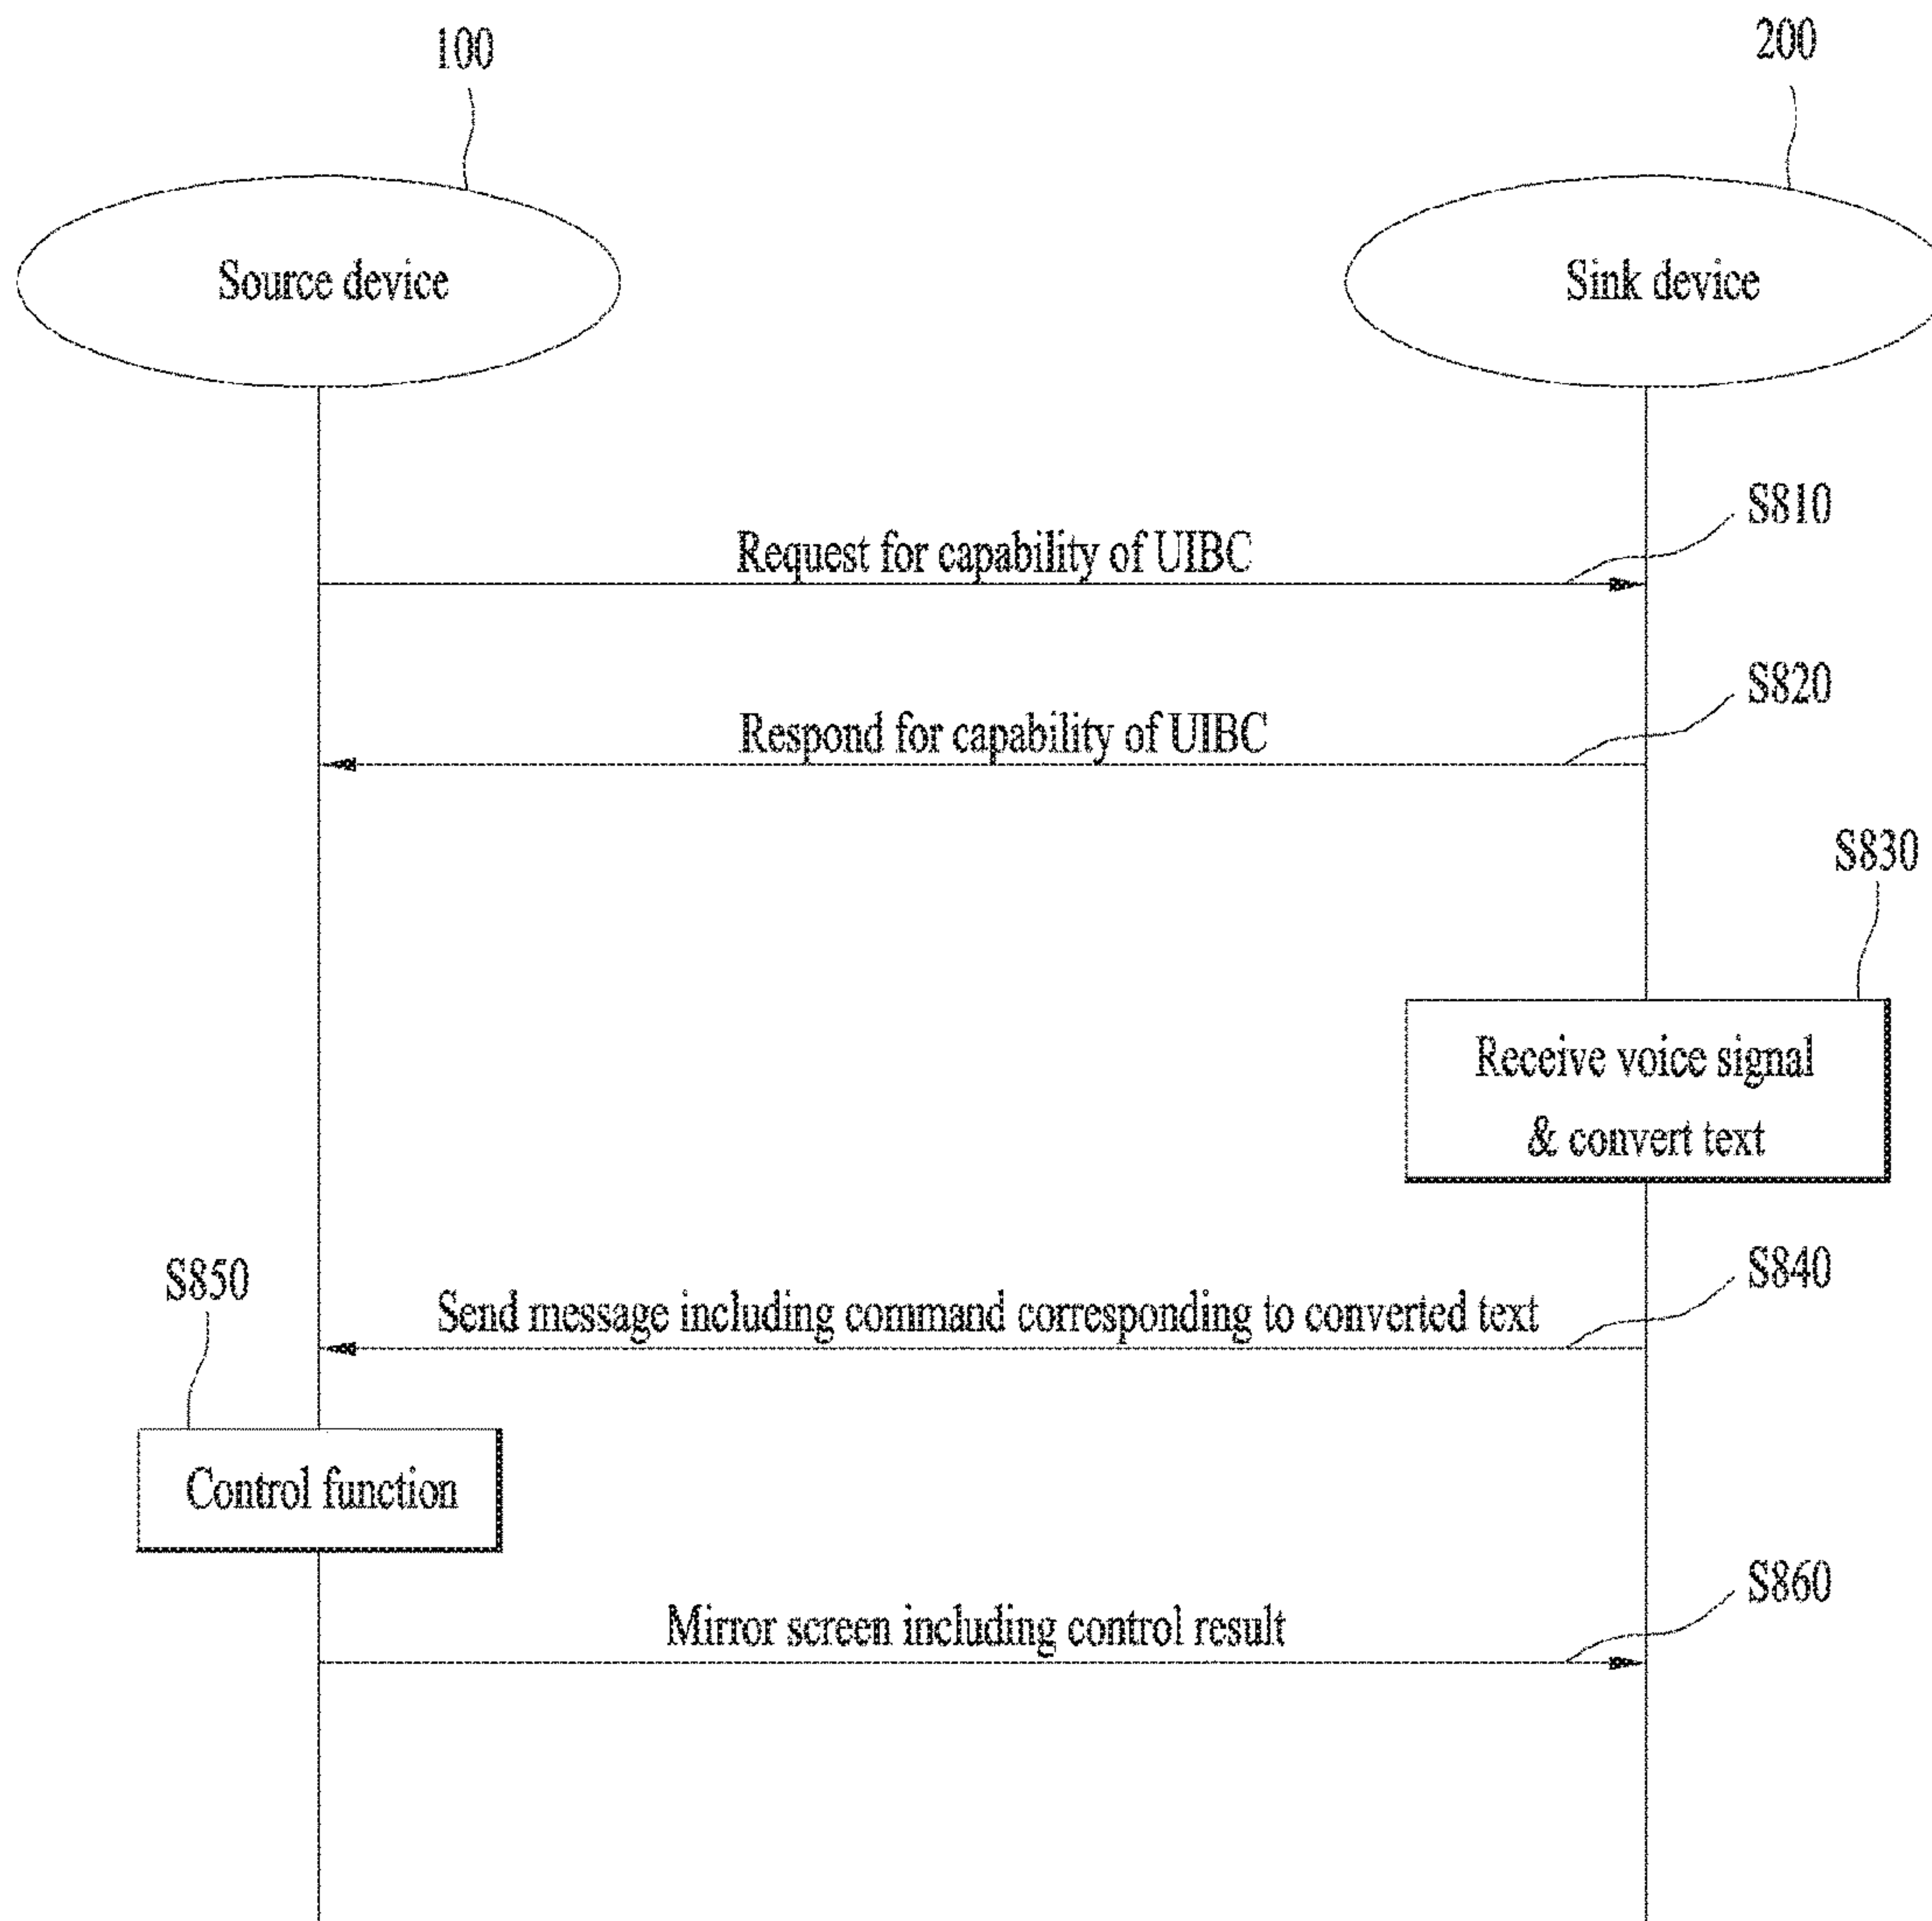 100
200
Source device
Sink device
S810
Request for capability of UIBC
S820
Respond for capability of UIBC
S830
Receive voice signal
& convert text
S840
S850
Send message including command corresponding to converted text
Control function
S860
Mirror screen including control result